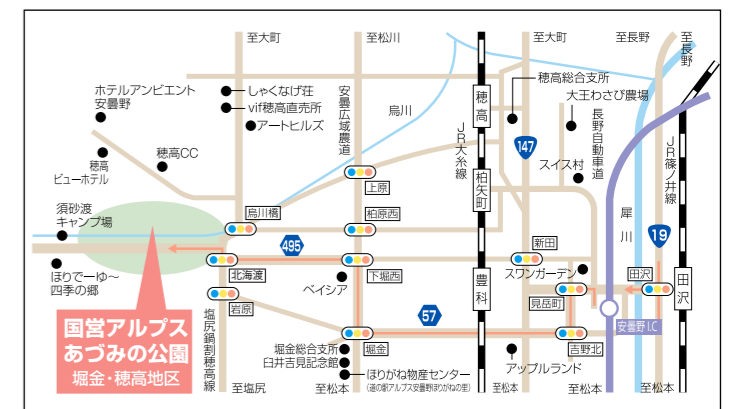 至大町
至松川
至大町
至長野
至長野
ホテルアンビエント
安曇野
しゃくなげ荘
vif穂高直売所
アートヒルズ
安曇広域農道
烏川
JR大糸線
穂高
穂高総合支所
大王わさび農場
147
長野自動車道
JR篠ノ井線
穂高
ビューホテル
穂高CC
上原
柏矢町
スイス村
須砂渡
キャンプ場
烏川橋
柏原西
犀川
19
495
新田
ほりでーゆ~
四季の郷
北海渡
下堀西
ベイシア
豊科
スワンガーデン
田沢
田沢
見岳町
岩原
国営アルプス
あづみの公園
堀金・穂高地区
塩尻鍋割穂高線
57
安曇野I.C
堀金
吉野北
堀金総合支所
臼井吉見記念館
ほりがね物産センター
(道の駅アルプス安曇野ほりがねの里)
アップルランド
至塩尻
至松本
至松本
至松本
至松本